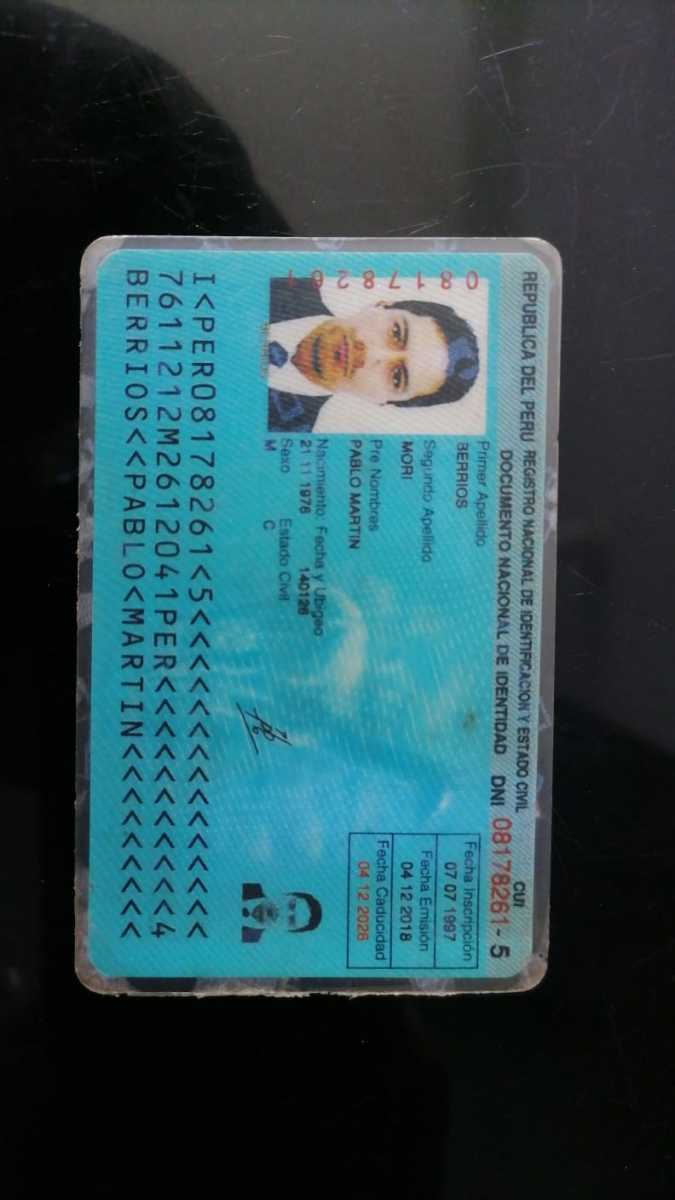 REPUBLICA DEL PERU REGISTRO NACIONAL DE IDENTIFICACION Y ESTADO CIVIL
CUI
DOCUMENTO NACIONAL DE IDENTIDAD DNI 08178261 - 5
08178261
Primer Apellido
BERRIOS
Segundo Apellido
MORI
Pre Nombres
PABLO MARTIN
Nacimiento: Fecha y Ubigeo
21 11 1976 140126
Sexo Estado Civil
M C
Fecha Inscripción
07 07 1997
Fecha Emisión
04 12 2018
Fecha Caducidad
04 12 2026
I<PER08178261<5<<<<<<<<<<<<<<<
7611212M2612041PER<<<<<<<<<<<4
BERRIOS<<PABLO<MARTIN<<<<<<<<<